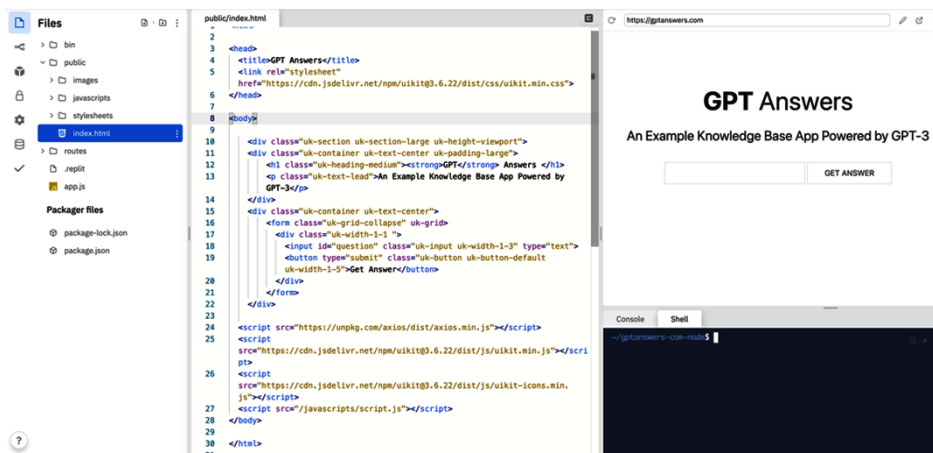 Files
bin
public
images
javascripts
stylesheets
index.html
routes
.replit
app.js
Packager files
package-lock.json
package.json
?
public/index.html
2
3 <head>
4 <title>GPT Answers</title>
5 <link rel="stylesheet"
href="https://cdn.jsdelivr.net/npm/uikit@3.6.22/dist/css/uikit.min.css">
6 </head>
7
8 <body>
9
10 <div class="uk-section uk-section-large uk-height-viewport">
11 <div class="uk-container uk-text-center uk-padding-large">
12 <h1 class="uk-heading-medium"><strong>GPT</strong> Answers </h1>
13 <p class="uk-text-lead">An Example Knowledge Base App Powered by
GPT-3</p>
14 </div>
15 <div class="uk-container uk-text-center">
16 <form class="uk-grid-collapse" uk-grid>
17 <div class="uk-width-1-1 ">
18 <input id="question" class="uk-input uk-width-1-3" type="text">
19 <button type="submit" class="uk-button uk-button-default
uk-width-1-5">Get Answer</button>
20 </div>
21 </form>
22 </div>
23
24 <script src="https://unpkg.com/axios/dist/axios.min.js"></script>
25 <script
src="https://cdn.jsdelivr.net/npm/uikit@3.6.22/dist/js/uikit.min.js"></scri
pt>
26 <script
src="https://cdn.jsdelivr.net/npm/uikit@3.6.22/dist/js/uikit-icons.min.
js"></script>
27 <script src="/javascripts/script.js"></script>
28 </body>
29
30 </html>
https://gptanswers.com
GPT Answers
An Example Knowledge Base App Powered by GPT-3
GET ANSWER
Console Shell
~/gptanswers-com-node$